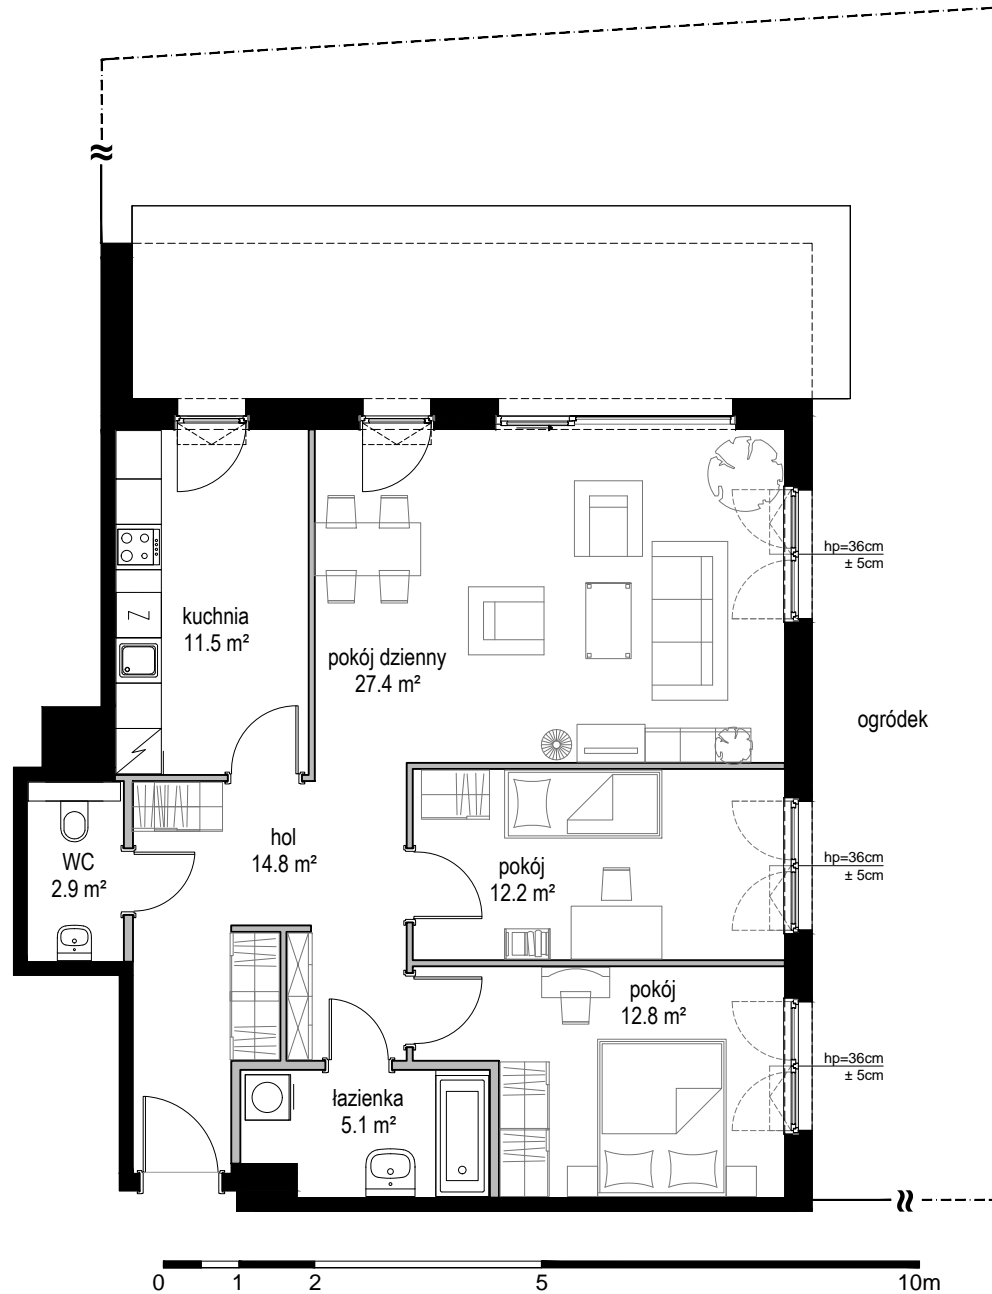 hp=36cm
± 5cm
kuchnia
11.5 m²
pokój dzienny
27.4 m²
ogródek
hol
14.8 m²
WC
2.9 m²
pokój
12.2 m²
hp=36cm
± 5cm
pokój
12.8 m²
hp=36cm
± 5cm
łazienka
5.1 m²
0 1 2 5 10m